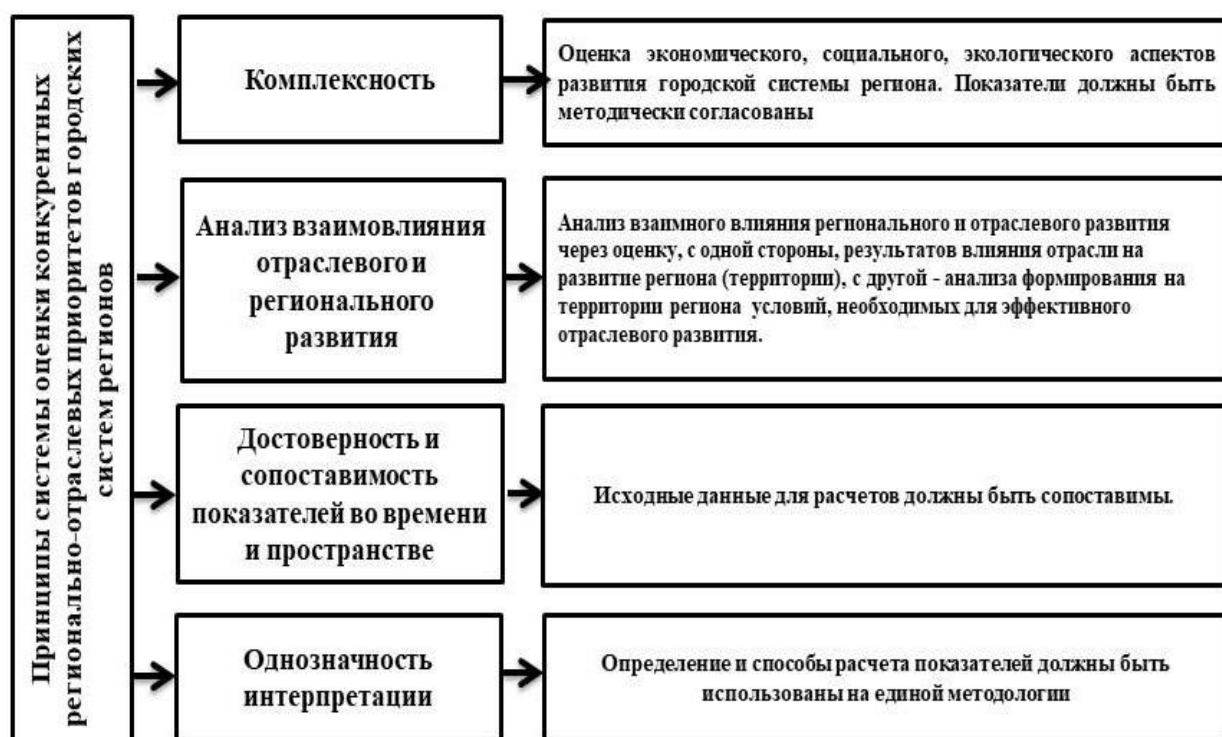 Принципы системы оценки конкурентных
регионально-отраслевых приоритетов городских
систем регионов
Комплексность
Оценка экономического, социального, экологического аспектов
развития городской системы региона. Показатели должны быть
методически согласованы
Анализ взаимовлияния
отраслевого и
регионального
развития
Анализ взаимного влияния регионального и отраслевого развития
через оценку, с одной стороны, результатов влияния отрасли на
развитие региона (территории), с другой - анализа формирования на
территории региона условий, необходимых для эффективного
отраслевого развития.
Достоверность и
сопоставимость
показателей во времени
и пространстве
Исходные данные для расчетов должны быть сопоставимы.
Однозначность
интерпретации
Определение и способы расчета показателей должны быть
использованы на единой методологии